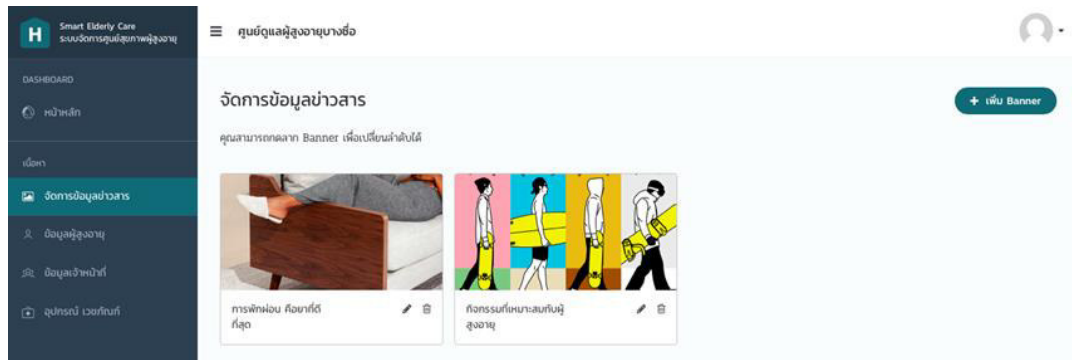 H
Smart Elderly Care
ระบบจัดการศูนย์สุขภาพผู้สูงอายุ
ศูนย์ดูแลผู้สูงอายุบางซื่อ
DASHBOARD
หน้าหลัก
เนื้อหา
จัดการข้อมูลข่าวสาร
ข้อมูลผู้สูงอายุ
ข้อมูลเจ้าหน้าที่
อุปกรณ์ เวชภัณฑ์
จัดการข้อมูลข่าวสาร
+ เพิ่ม Banner
คุณสามารถกดลาก Banner เพื่อเปลี่ยนลำดับได้
การพักผ่อน คือยาที่ดี
ที่สุด
กิจกรรมที่เหมาะสมกับผู้
สูงอายุ